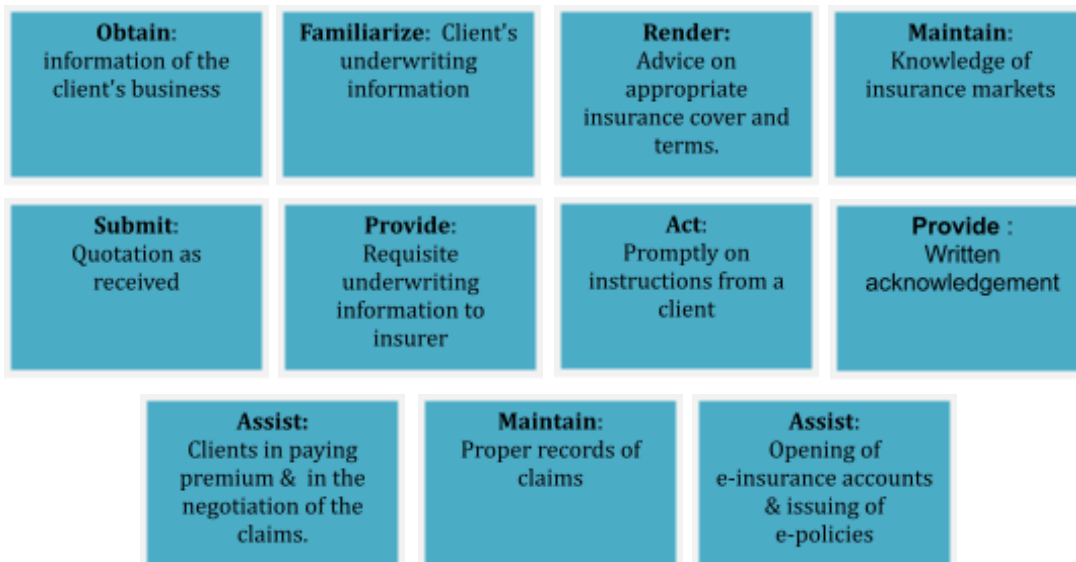 Obtain:
information of the
client's business
Familiarize: Client's
underwriting
information
Render:
Advice on
appropriate
insurance cover and
terms.
Maintain:
Knowledge of
insurance markets
Submit:
Quotation as
received
Provide:
Requisite
underwriting
information to
insurer
Act:
Promptly on
instructions from a
client
Provide :
Written
acknowledgement
Assist:
Clients in paying
premium & in the
negotiation of the
claims.
Maintain:
Proper records of
claims
Assist:
Opening of
e-insurance accounts
& issuing of
e-policies